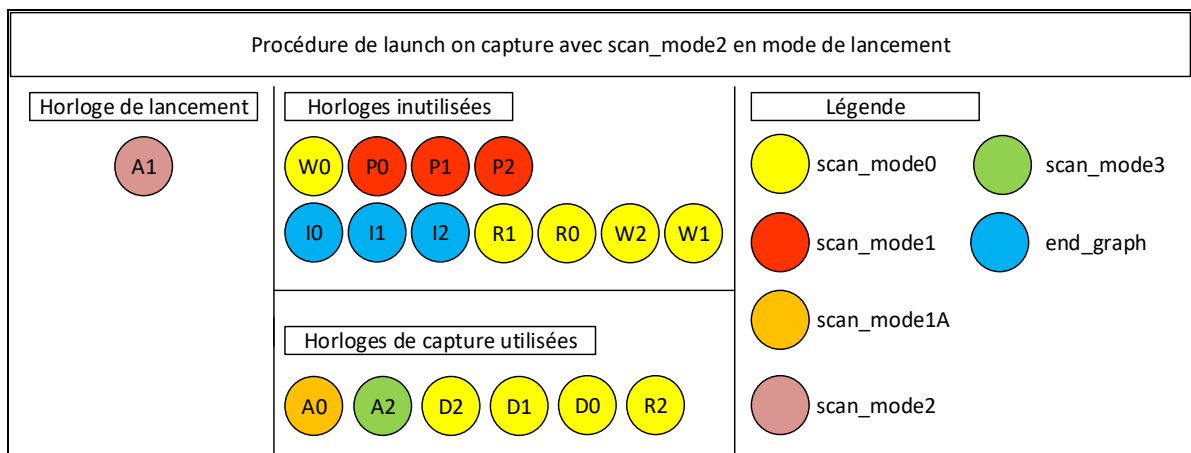 Procédure de launch on capture avec scan_mode2 en mode de lancement
Horloge de lancement
A1
Horloges inutilisées
W0 P0 P1 P2
I0 I1 I2 R1 R0 W2 W1
Horloges de capture utilisées
A0 A2 D2 D1 D0 R2
Légende
scan_mode0
scan_mode3
scan_mode1
end_graph
scan_mode1A
scan_mode2